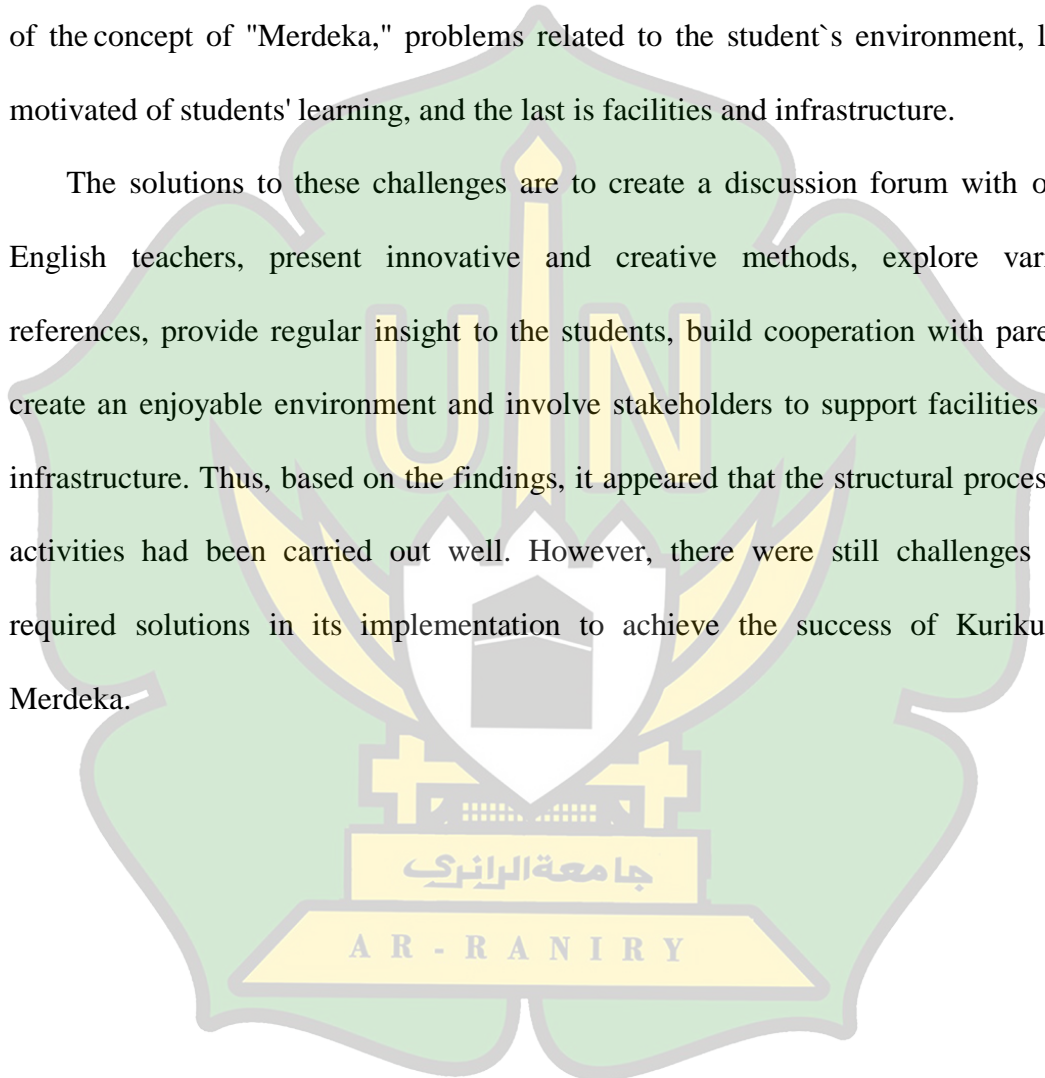 of the concept of "Merdeka," problems related to the student`s environment, l
motivated of students' learning, and the last is facilities and infrastructure.
The solutions to these challenges are to create a discussion forum with o
English teachers, present innovative and creative methods, explore vari
references, provide regular insight to the students, build cooperation with pare
create an enjoyable environment and involve stakeholders to support facilities
infrastructure. Thus, based on the findings, it appeared that the structural proces
activities had been carried out well. However, there were still challenges
required solutions in its implementation to achieve the success of Kuriku
Merdeka.
UIN
جامعة الرانري
AR-RANIRY